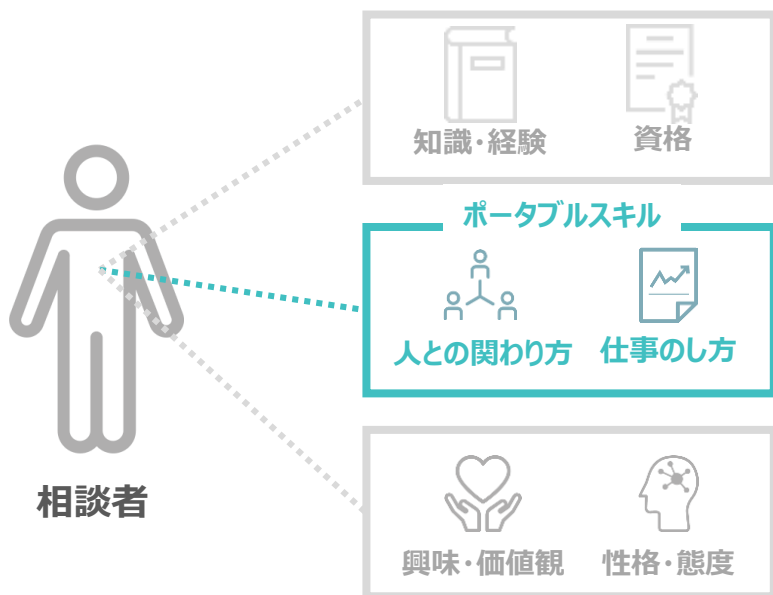 知識・経験
資格
ポータブルスキル
人との関わり方
仕事のし方
相談者
興味・価値観
性格・態度